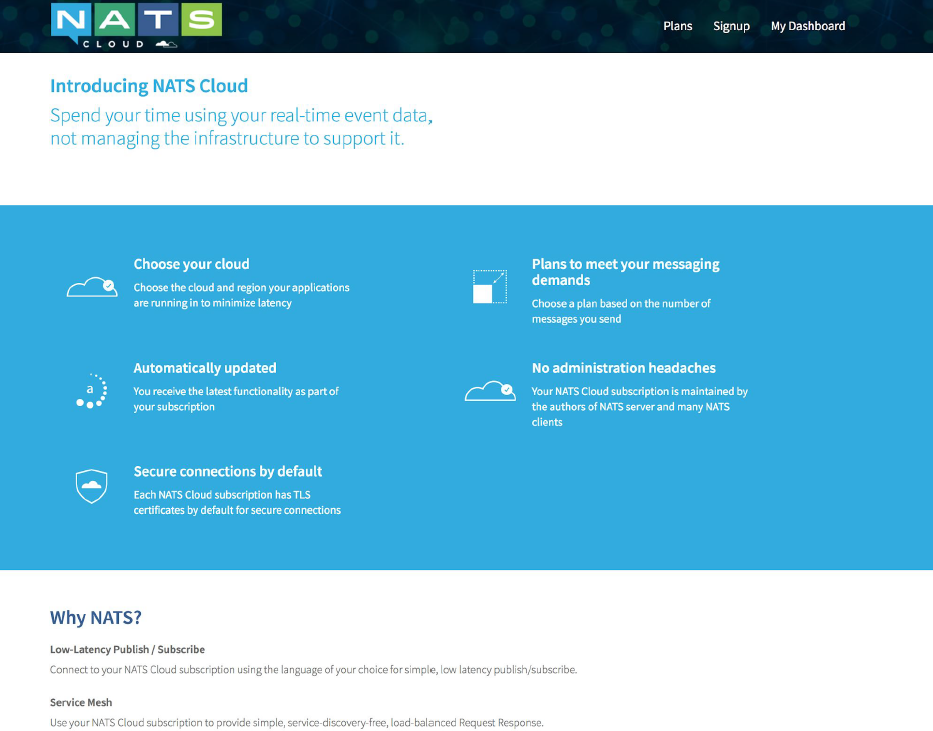 NATS
CLOUD
Plans Signup My Dashboard
Introducing NATS Cloud
Spend your time using your real-time event data,
not managing the infrastructure to support it.
Choose your cloud
Choose the cloud and region your applications
are running in to minimize latency
Plans to meet your messaging
demands
Choose a plan based on the number of
messages you send
a
Automatically updated
You receive the latest functionality as part of
your subscription
No administration headaches
Your NATS Cloud subscription is maintained by
the authors of NATS server and many NATS
clients
Secure connections by default
Each NATS Cloud subscription has TLS
certificates by default for secure connections
Why NATS?
Low-Latency Publish / Subscribe
Connect to your NATS Cloud subscription using the language of your choice for simple, low latency publish/subscribe.
Service Mesh
Use your NATS Cloud subscription to provide simple, service-discovery-free, load-balanced Request Response.